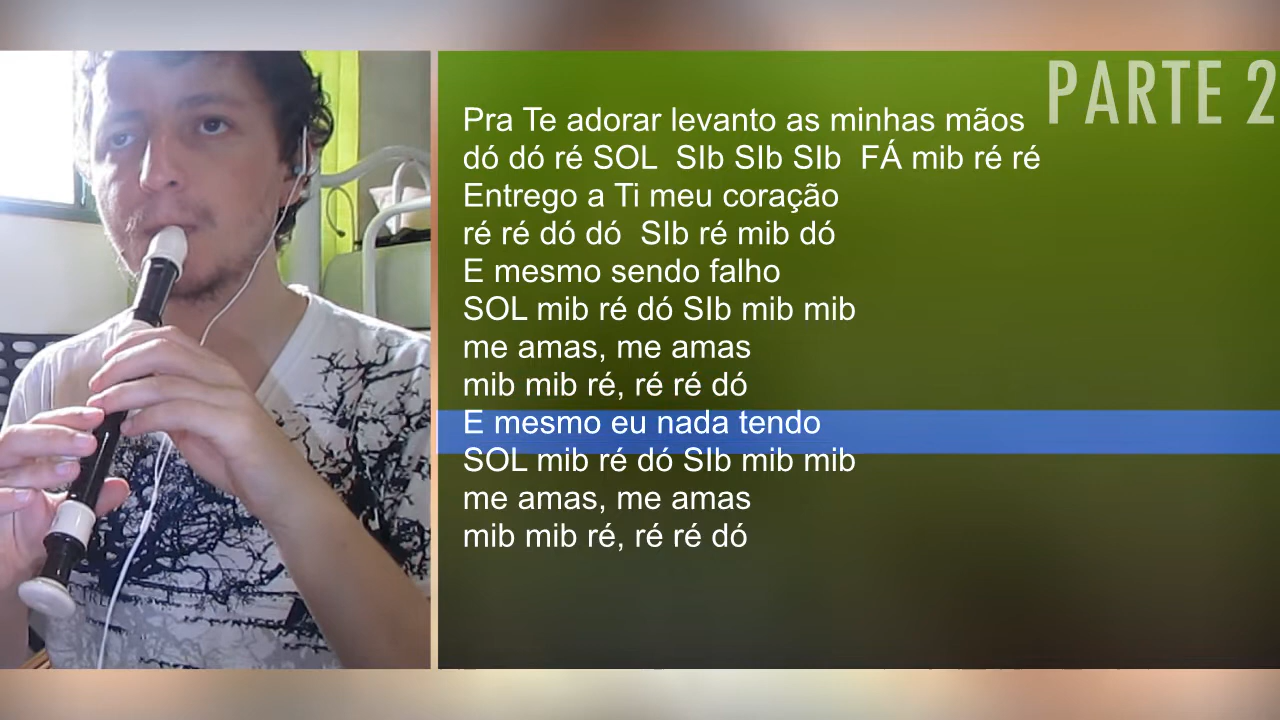 PARTE 2
Pra Te adorar levanto as minhas mãos
dó dó ré SOL  SIb SIb SIb  FÁ mib ré ré
Entrego a Ti meu coração
ré ré dó dó  SIb ré mib dó
E mesmo sendo falho
SOL mib ré dó SIb mib mib
me amas, me amas
mib mib ré, ré ré dó
E mesmo eu nada tendo
SOL mib ré dó SIb mib mib
me amas, me amas
mib mib ré, ré ré dó